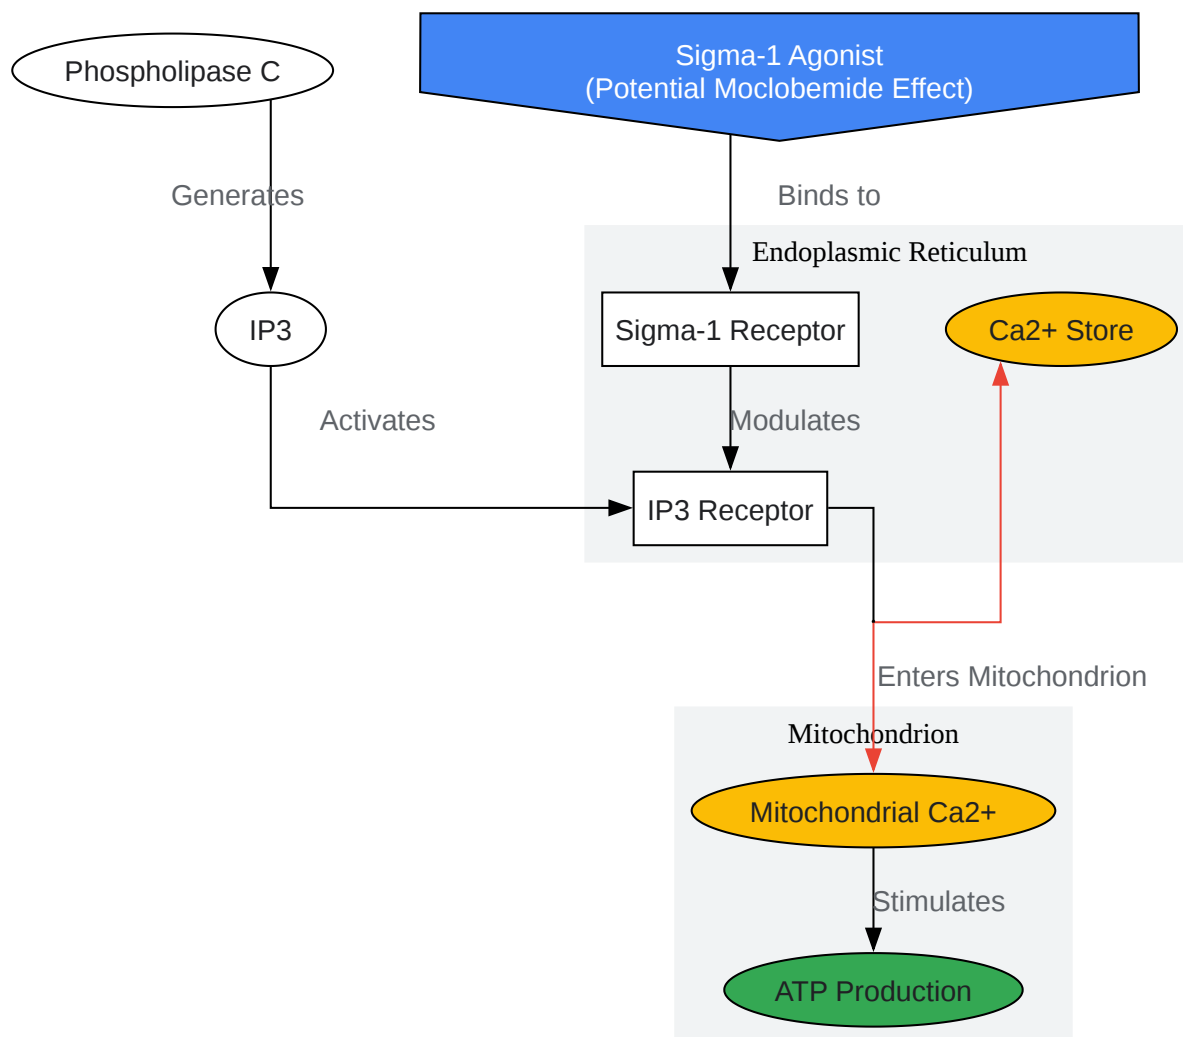 Phospholipase C
Sigma-1 Agonist
(Potential Moclobemide Effect)
Generates
Binds to
Endoplasmic Reticulum
IP3
Sigma-1 Receptor
Ca2+ Store
Activates
Modulates
IP3 Receptor
Enters Mitochondrion
Mitochondrion
Mitochondrial Ca2+
Stimulates
ATP Production